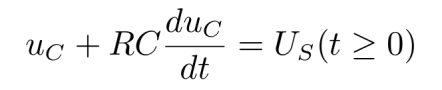 $u_C + RC\frac{du_C}{dt} = U_S(t \geq 0)$